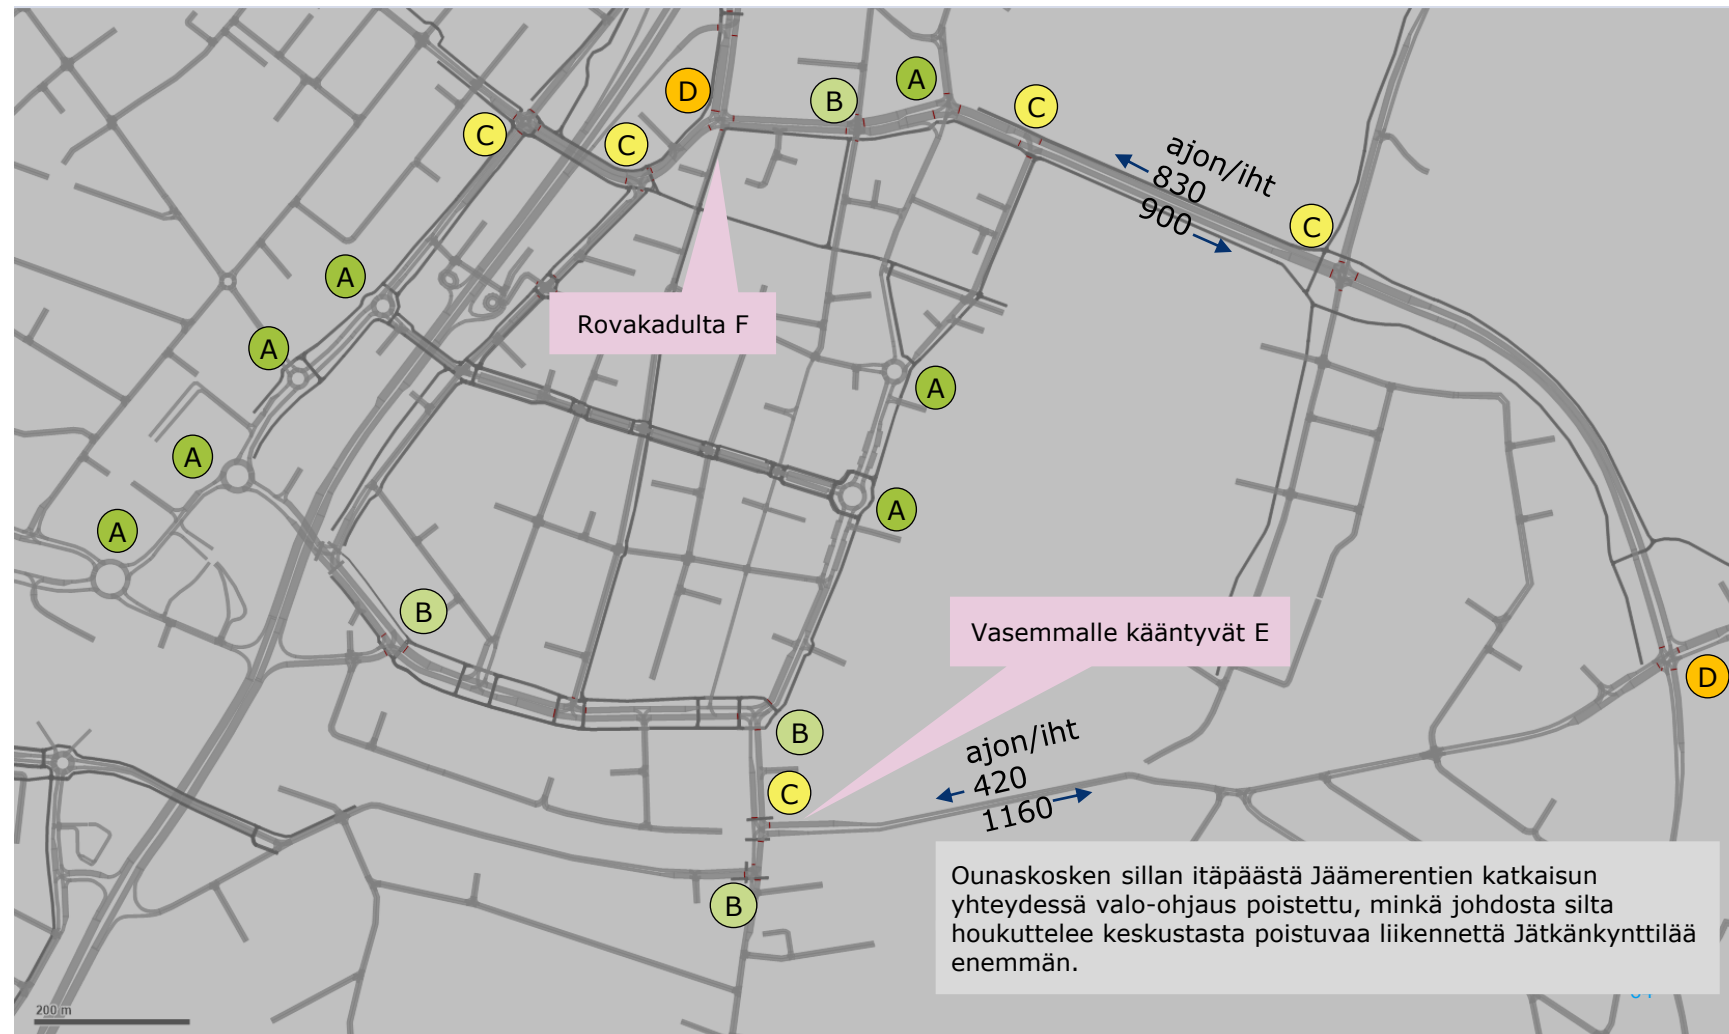 D
A
B
C
C
C
ajon/iht
830
900
C
A
Rovakadulta F
A
A
A
A
A
B
Vasemmalle kääntyvät E
D
B
ajon/iht
420
1160
C
B
Ounaskosken sillan itäpäästä Jäämerentien katkaisun
yhteydessä valo-ohjaus poistettu, minkä johdosta silta
houkuttelee keskustasta poistuvaa liikennettä Jätkänkynttilää
enemmän.
200 m